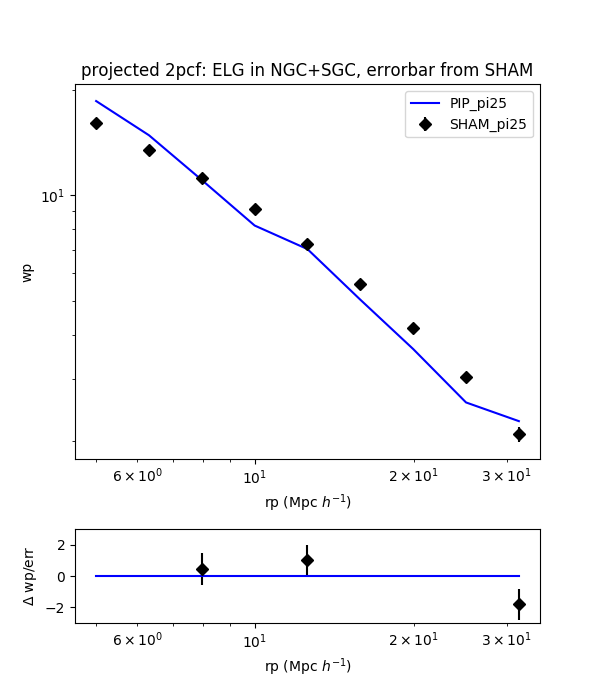 projected 2pcf: ELG in NGC+SGC, errorbar from SHAM
PIP_pi25
SHAM_pi25
10¹
wp
6 × 10⁰ 10¹ 2 × 10¹ 3 × 10¹
rp (Mpc h⁻¹)
2
0
−2
Δ wp/err
6 × 10⁰ 10¹ 2 × 10¹ 3 × 10¹
rp (Mpc h⁻¹)